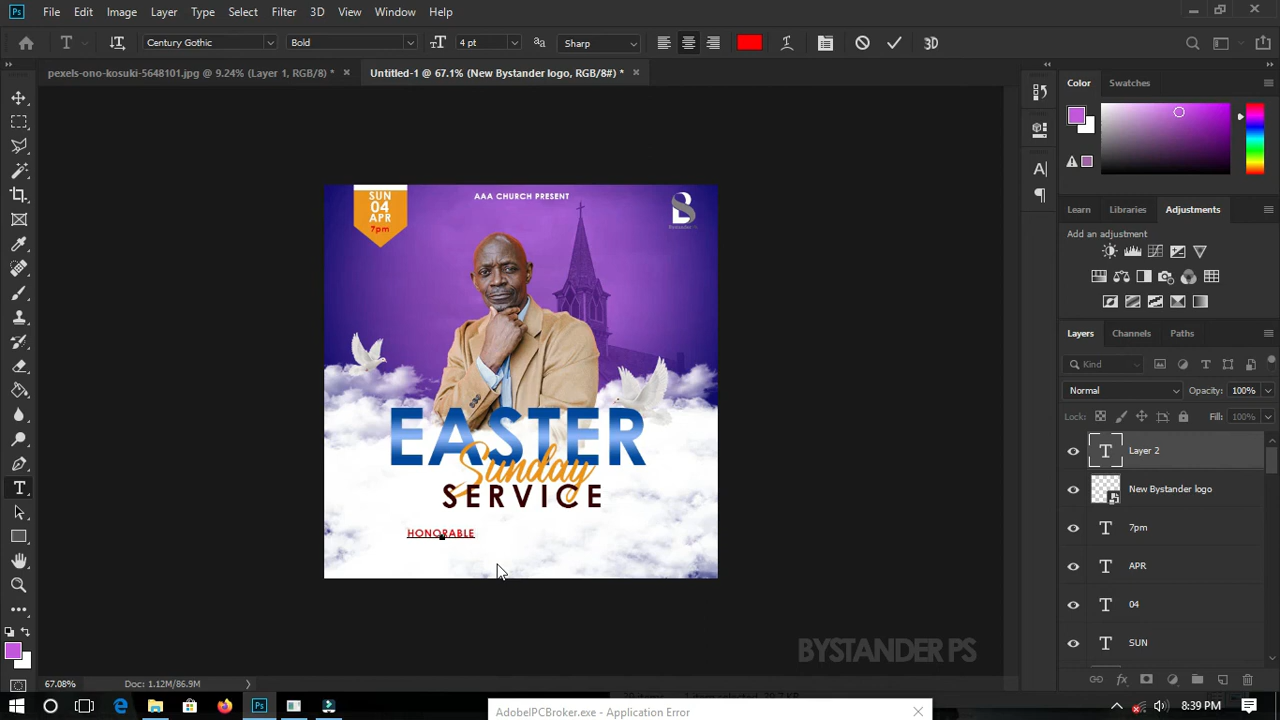 Ps File Edit Image Layer Type Select Filter 3D View Window Help
T Century Gothic Bold 4 pt Sharp 3D
pexels-ono-kosuki-5648101.jpg @ 9.24% (Layer 1, RGB/8) * × Untitled-1 @ 67.1% (New Bystander logo, RGB/8#) * ×
Color Swatches
Learn Libraries Adjustments
Add an adjustment
Layers Channels Paths
Kind
Normal Opacity: 100%
Lock: Fill: 100%
T Layer 2
New Bystander logo
T 7pm
T APR
T 04
T SUN
SUN
04
APR
7pm
AAA CHURCH PRESENT
EASTER
Sunday
SERVICE
HONORABLE
BYSTANDER PS
67.08% Doc: 1.12M/86.9M
AdobeIPCBroker.exe - Application Error
8:39 PM